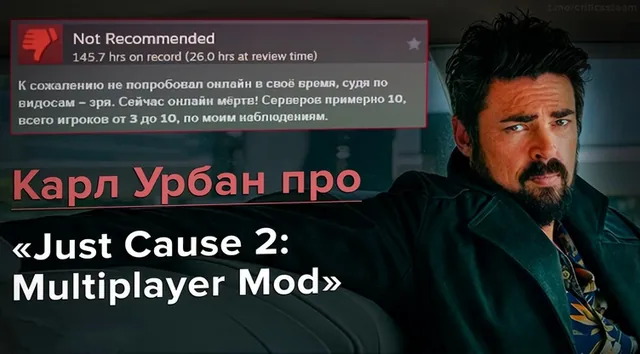 Not Recommended
145.7 hrs on record (26.0 hrs at review time)
К сожалению не попробовал онлайн в своё время, судя по
видосам – зря. Сейчас онлайн мёртв! Серверов примерно 10,
всего игроков от 3 до 10, по моим наблюдениям.
Карл Урбан про
«Just Cause 2:
Multiplayer Mod»